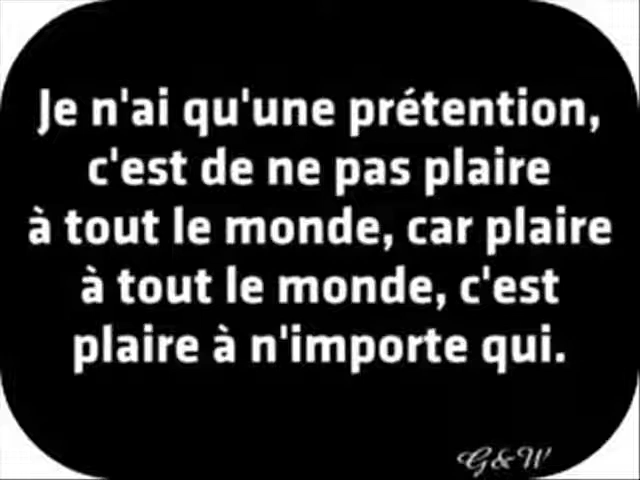 Je n'ai qu'une prétention,
c'est de ne pas plaire
à tout le monde, car plaire
à tout le monde, c'est
plaire à n'importe qui.
G&W